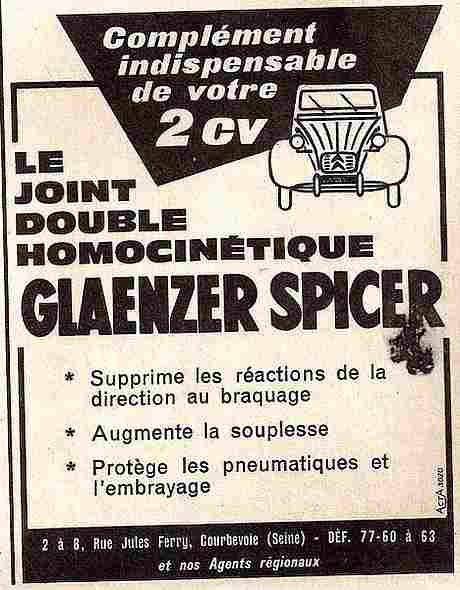 Complément
indispensable
de votre
2 CV
LE
JOINT
DOUBLE
HOMOCINÉTIQUE
GLAENZER SPICER
* Supprime les réactions de la
direction au braquage
* Augmente la souplesse
* Protège les pneumatiques et
l'embrayage
ACTA 3020
2 à 8, Rue Jules Ferry, Courbevoie (Seine) - DÉF. 77-60 à 63
et nos Agents régionaux